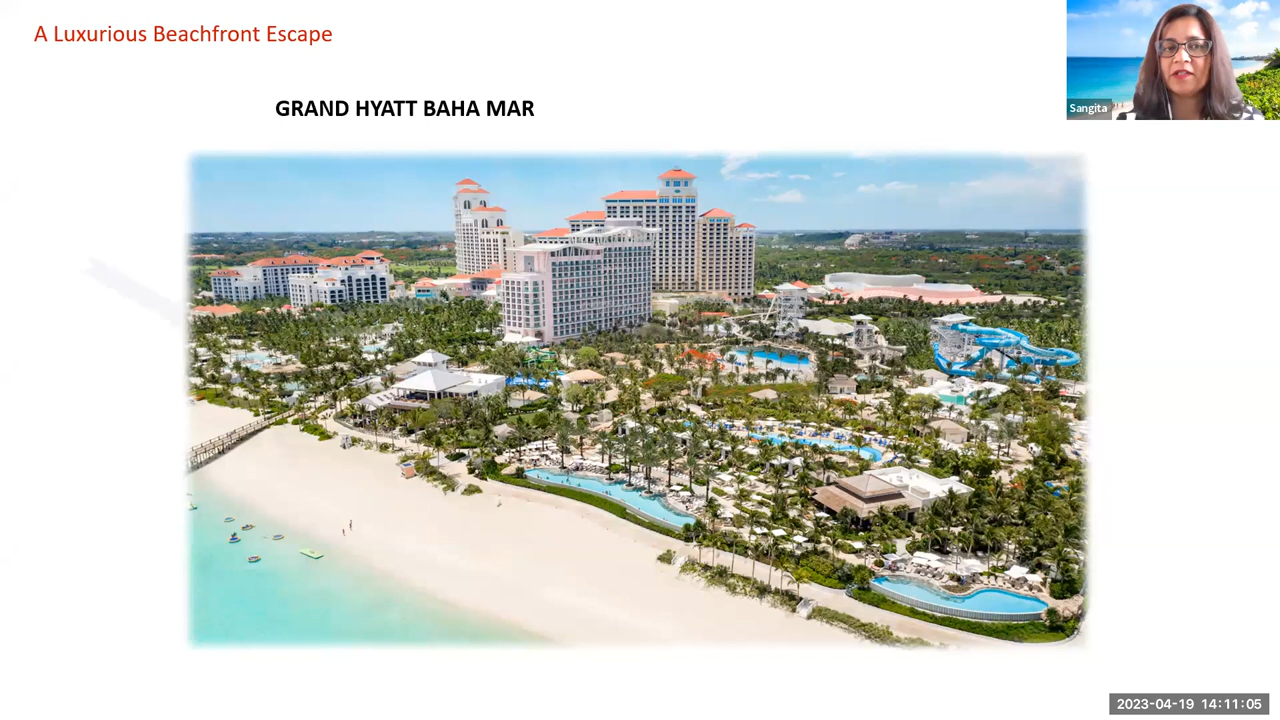 A Luxurious Beachfront Escape
GRAND HYATT BAHA MAR
Sangita
2023-04-19 14:11:05